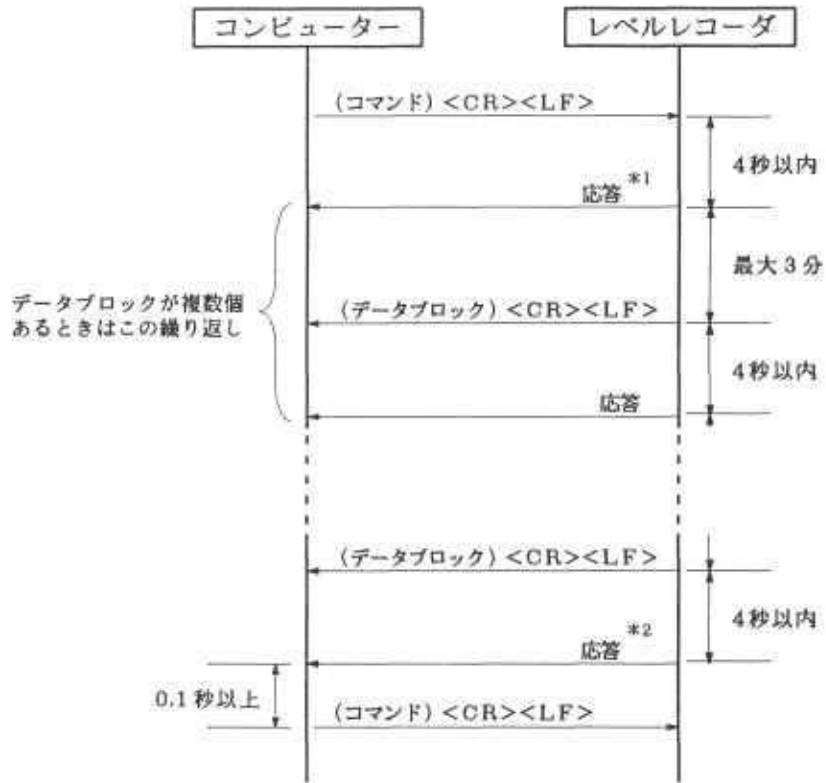 コンピューター
レベルレコーダ
(コマンド)<CR><LF>
4秒以内
応答 *1
最大3分
データブロックが複数個
あるときはこの繰り返し
(データブロック)<CR><LF>
4秒以内
応答
(データブロック)<CR><LF>
4秒以内
応答 *2
0.1秒以上
(コマンド)<CR><LF>